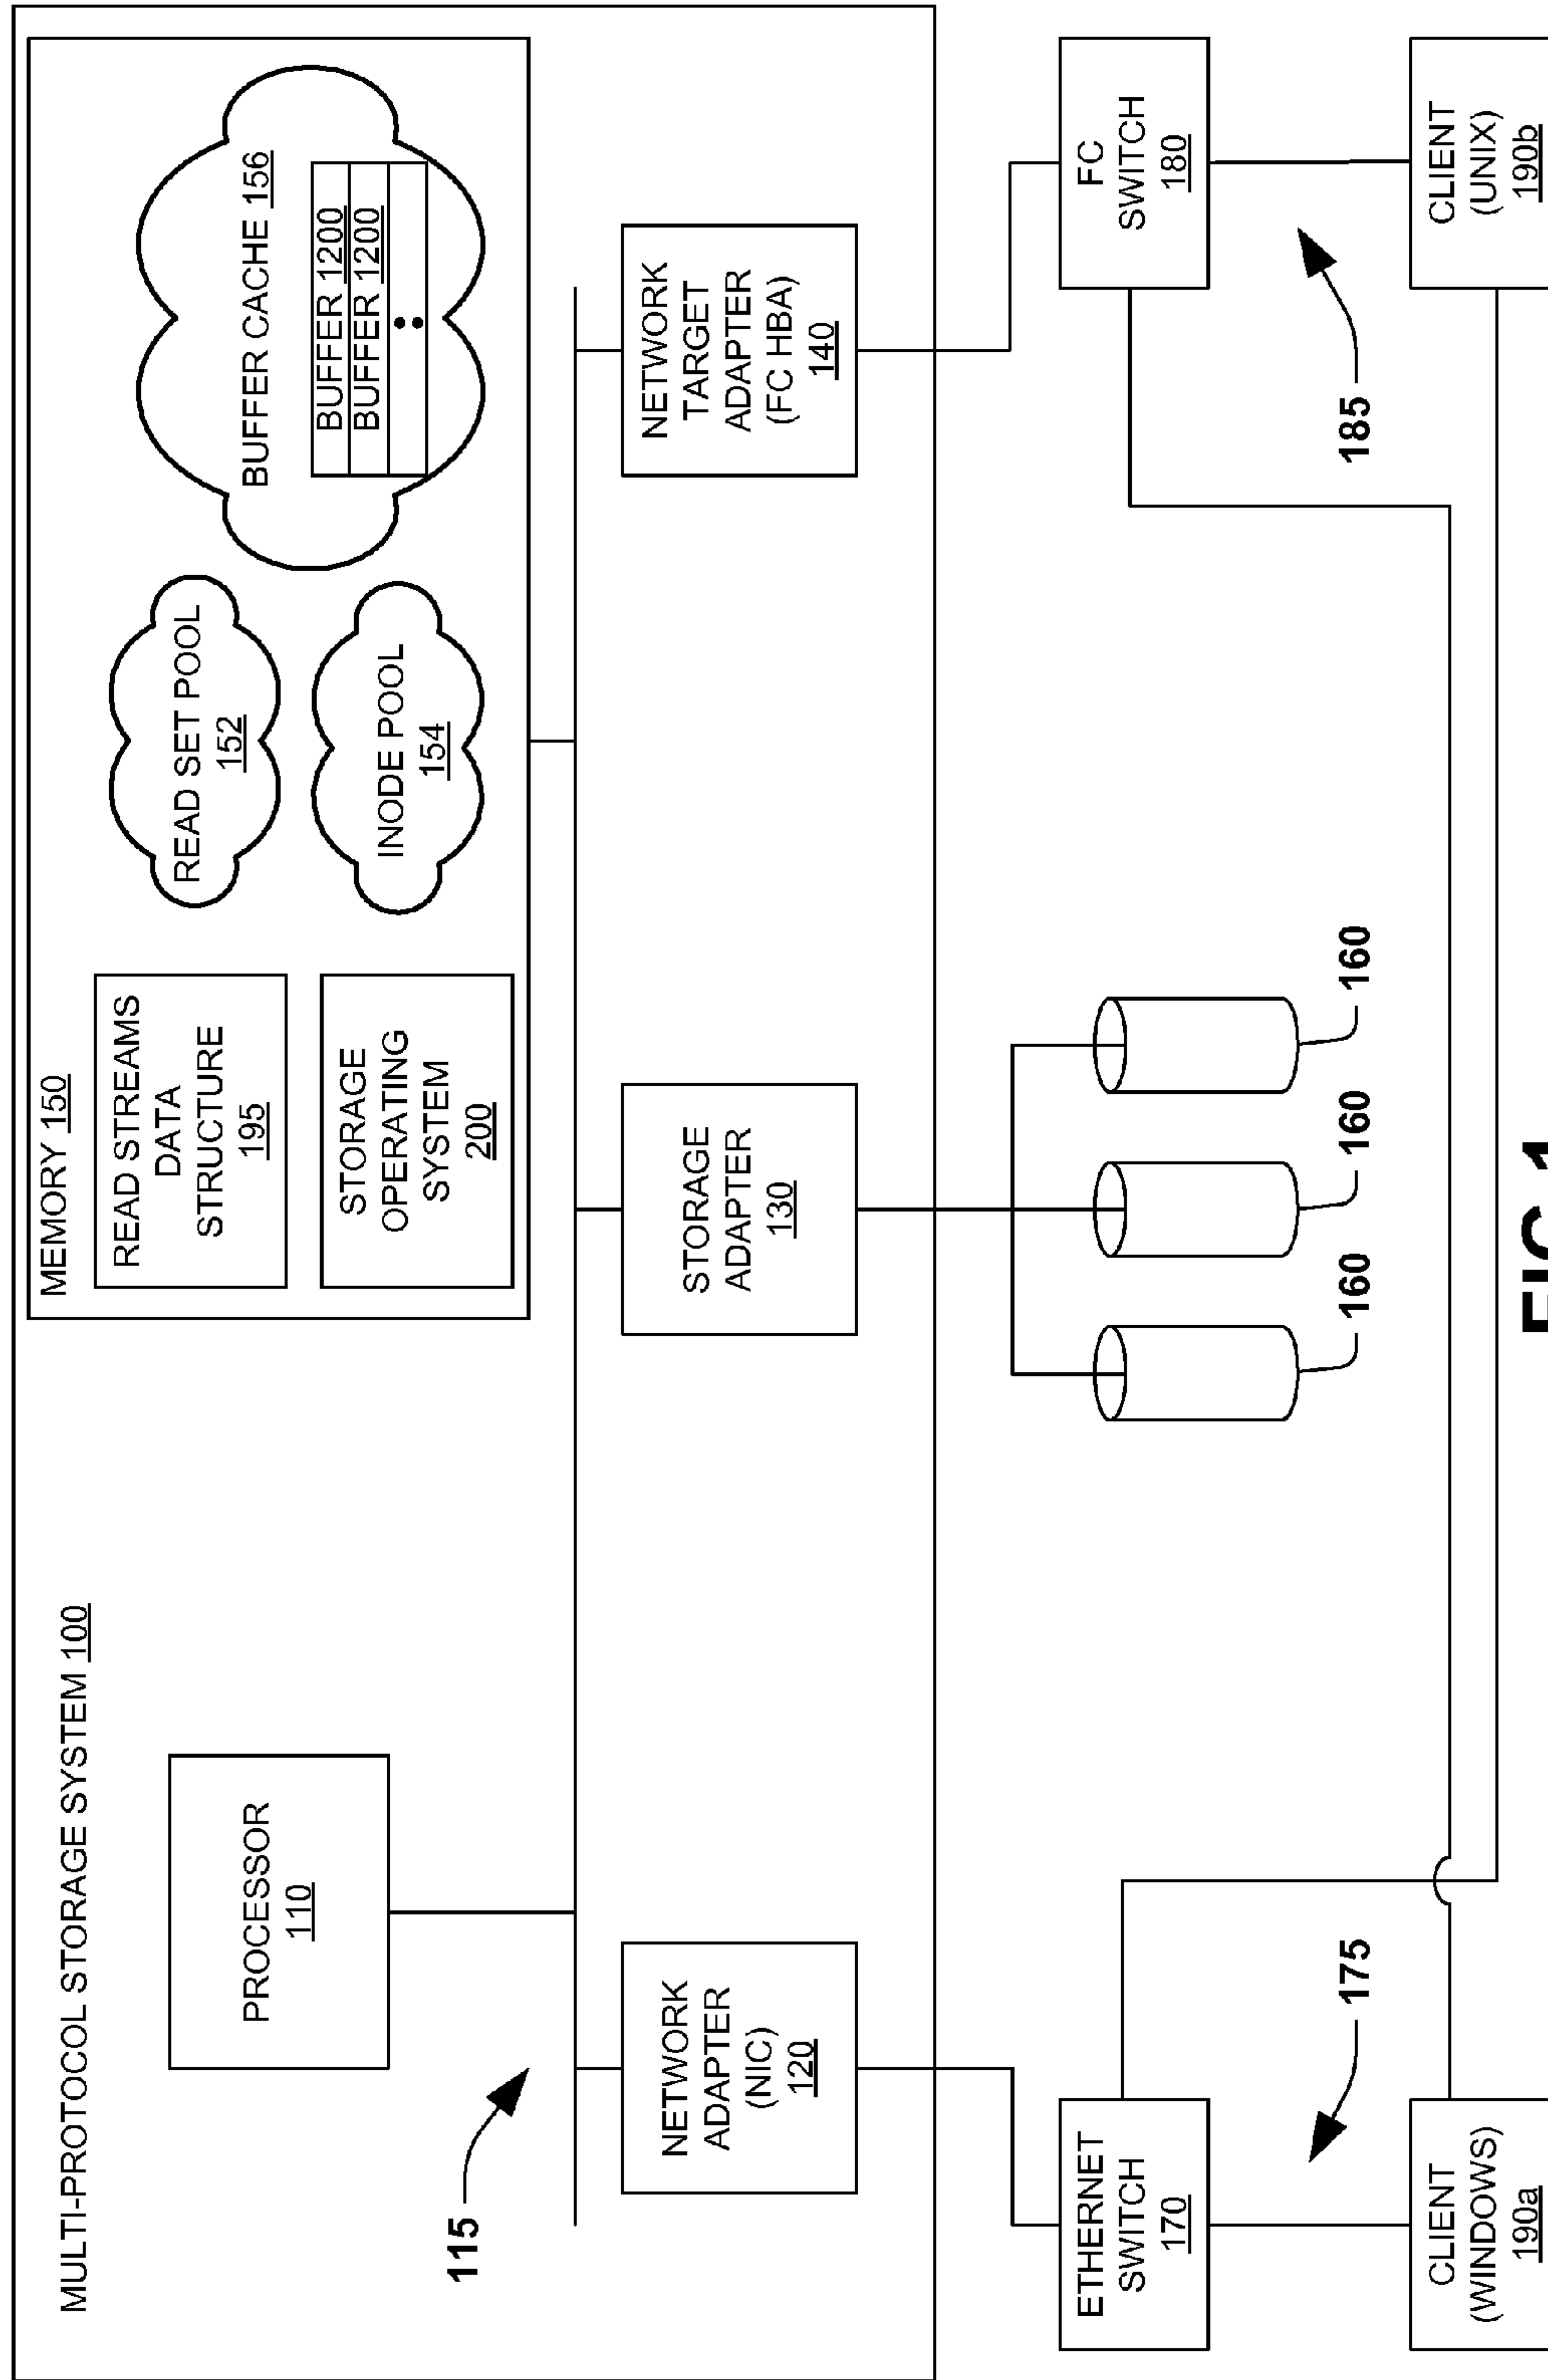 MULTI-PROTOCOL STORAGE SYSTEM 100
PROCESSOR
110
115
MEMORY 150
READ STREAMS
DATA
STRUCTURE
195
STORAGE
OPERATING
SYSTEM
200
READ SET POOL
152
INODE POOL
154
BUFFER CACHE 156
BUFFER 1200
BUFFER 1200
NETWORK
ADAPTER
(NIC)
120
STORAGE
ADAPTER
130
NETWORK
TARGET
ADAPTER
(FC HBA)
140
ETHERNET
SWITCH
170
160
160
160
FC
SWITCH
180
175
185
CLIENT
(WINDOWS)
190a
CLIENT
(UNIX)
190b
FIG 1